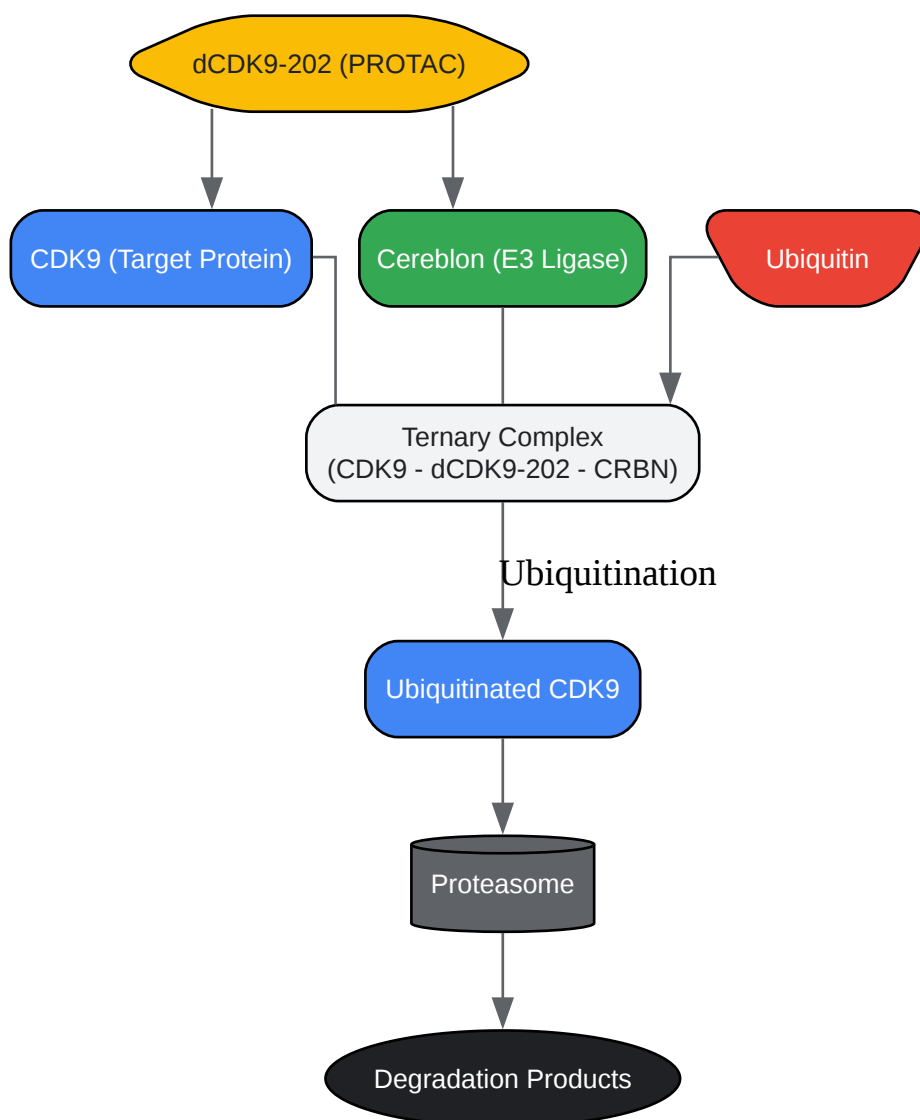 dCDK9-202 (PROTAC)
CDK9 (Target Protein)
Cereblon (E3 Ligase)
Ubiquitin
Ternary Complex
(CDK9 - dCDK9-202 - CRBN)
Ubiquitination
Ubiquitinated CDK9
Proteasome
Degradation Products